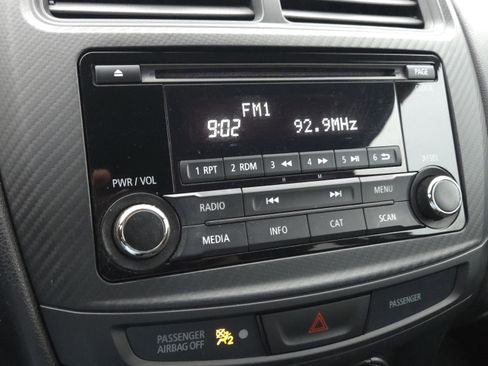 PAGE
FM1
9:02 92.9MHz
1 RPT 2 RDM 3 4 5 6
H M
PWR / VOL
RADIO MENU
MEDIA INFO CAT SCAN
PASSENGER
AIRBAG OFF
2
PASSENGER